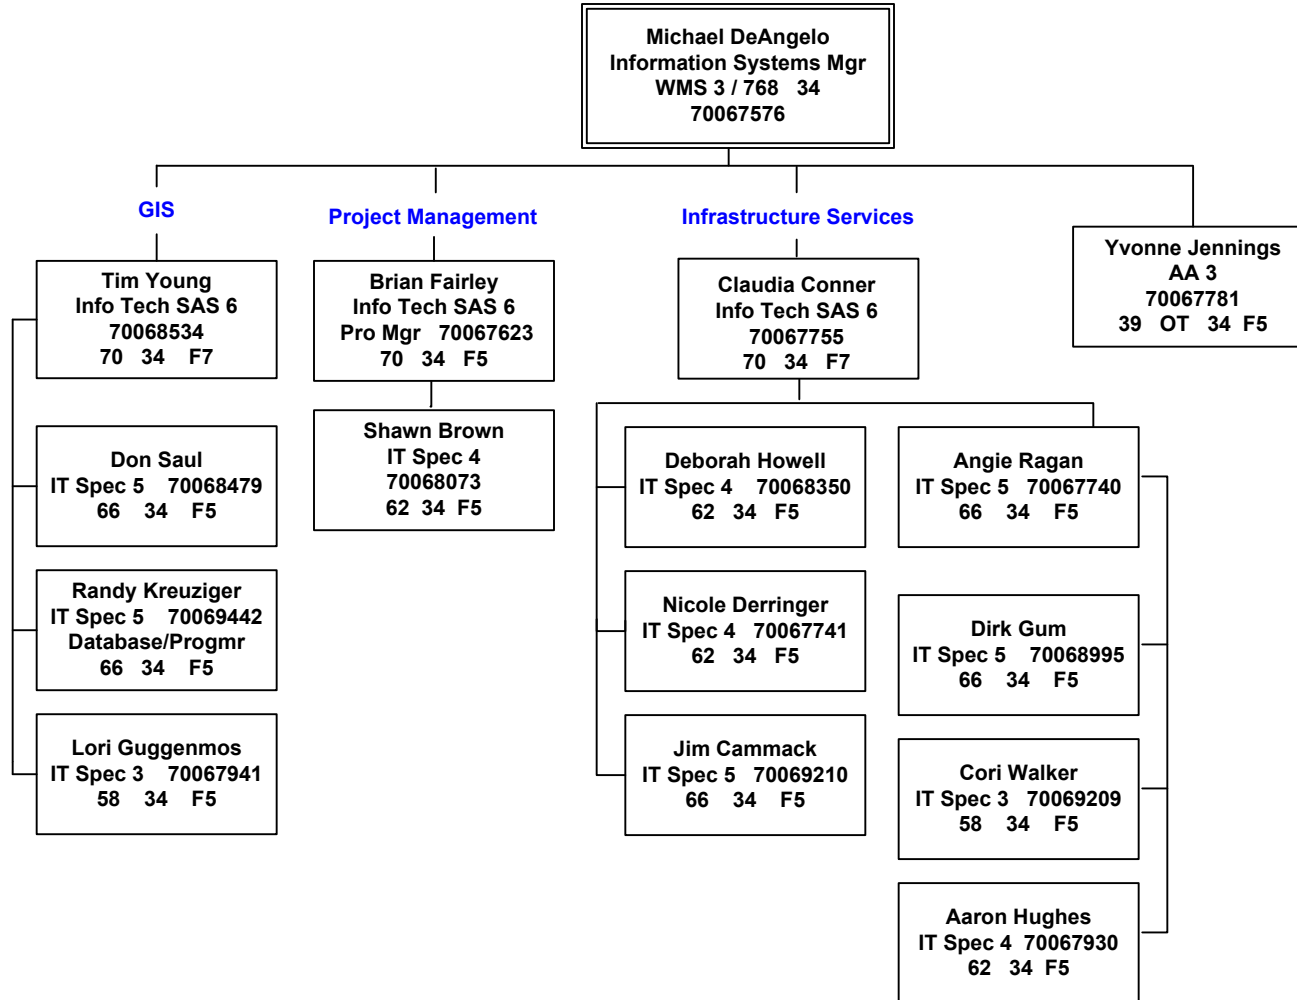 Michael DeAngelo
Information Systems Mgr
WMS 3 / 768 34
70067576
GIS
Project Management
Infrastructure Services
Yvonne Jennings
AA 3
70067781
39 OT 34 F5
Tim Young
Info Tech SAS 6
70068534
70 34 F7
Brian Fairley
Info Tech SAS 6
Pro Mgr 70067623
70 34 F5
Claudia Conner
Info Tech SAS 6
70067755
70 34 F7
Shawn Brown
IT Spec 4
70068073
62 34 F5
Don Saul
IT Spec 5 70068479
66 34 F5
Deborah Howell
IT Spec 4 70068350
62 34 F5
Angie Ragan
IT Spec 5 70067740
66 34 F5
Randy Kreuziger
IT Spec 5 70069442
Database/Progmr
66 34 F5
Nicole Derringer
IT Spec 4 70067741
62 34 F5
Dirk Gum
IT Spec 5 70068995
66 34 F5
Lori Guggenmos
IT Spec 3 70067941
58 34 F5
Jim Cammack
IT Spec 5 70069210
66 34 F5
Cori Walker
IT Spec 3 70069209
58 34 F5
Aaron Hughes
IT Spec 4 70067930
62 34 F5